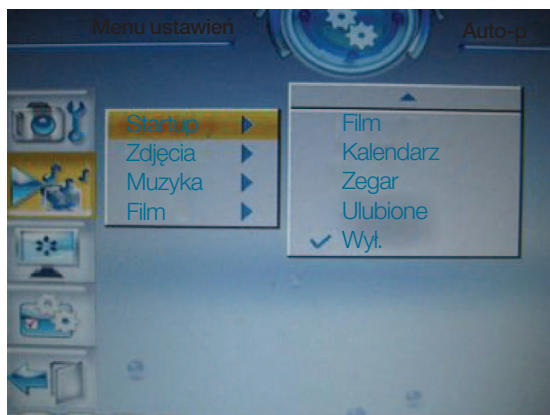 Menu ustawień
Auto-p
Startup
Zdjęcia
Muzyka
Film
Film
Kalendarz
Zegar
Ulubione
Wył.